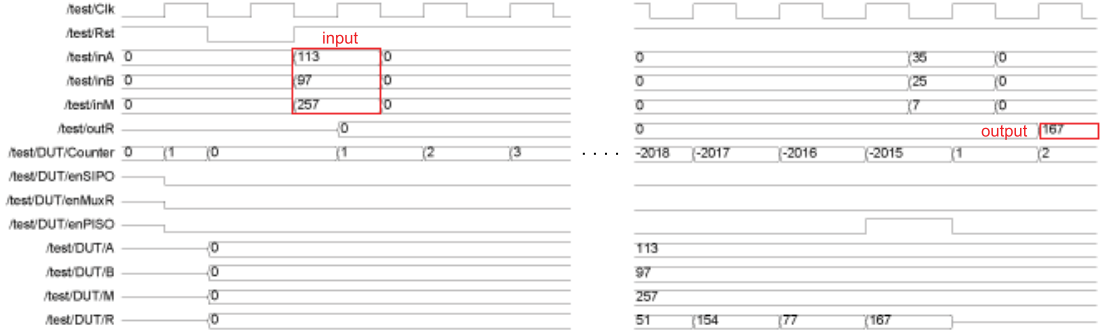 /test/Clk
/test/Rst
input
/test/inA 0 113 0 0 35 0
/test/inB 0 97 0 0 25 0
/test/inM 0 257 0 0 7 0
/test/outR 0 0 output 167
/test/DUT/Counter 0 1 0 1 2 3 . . . . -2018 -2017 -2016 -2015 1 2
/test/DUT/enSIPO
/test/DUT/enMuxR
/test/DUT/enPISO
/test/DUT/A 0 113
/test/DUT/B 0 97
/test/DUT/M 0 257
/test/DUT/R 0 51 154 77 167